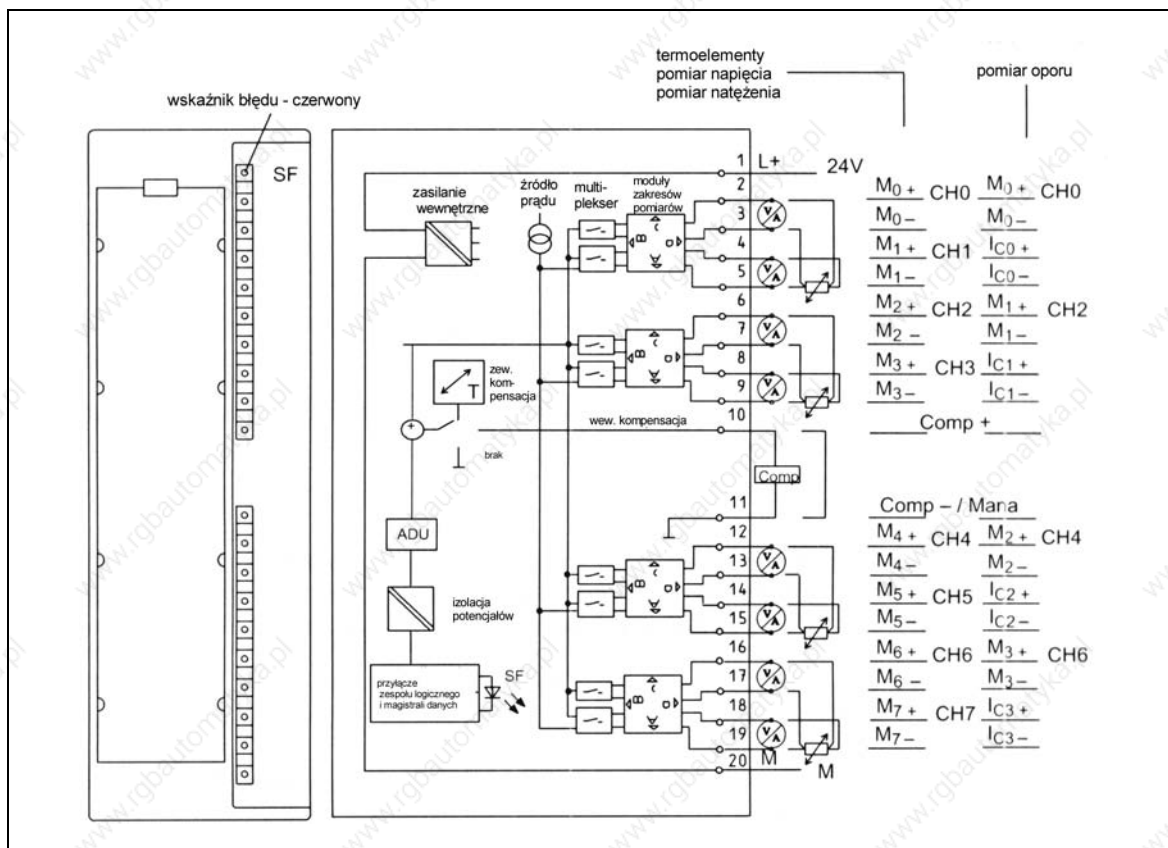 termoelementy
pomiar napięcia
pomiar natężenia
pomiar oporu
wskaźnik błędu - czerwony
SF
zasilanie
wewnętrzne
źródło
prądu
multi-
plekser
moduły
zakresów
pomiarów
1 L+ 24V
2
3
4
5
6
7
8
9
10
11
12
13
14
15
16
17
18
19
20
M
M
zew.
kom-
pensacja
T
wew. kompensacja
brak
Comp
ADU
izolacja
potencjałów
przyłącze
zespołu logicznego
i magistrali danych
SF
M0 + CH0 M0 + CH0
M0 – M0 –
M1 + CH1 IC0 +
M1 – IC0 –
M2 + CH2 M1 + CH2
M2 – M1 –
M3 + CH3 IC1 +
M3 – IC1 –
Comp +
Comp – / Mana
M4 + CH4 M2 + CH4
M4 – M2 –
M5 + CH5 IC2 +
M5 – IC2 –
M6 + CH6 M3 + CH6
M6 – M3 –
M7 + CH7 IC3 +
M7 – IC3 –
www.rgbautomatyka.pl